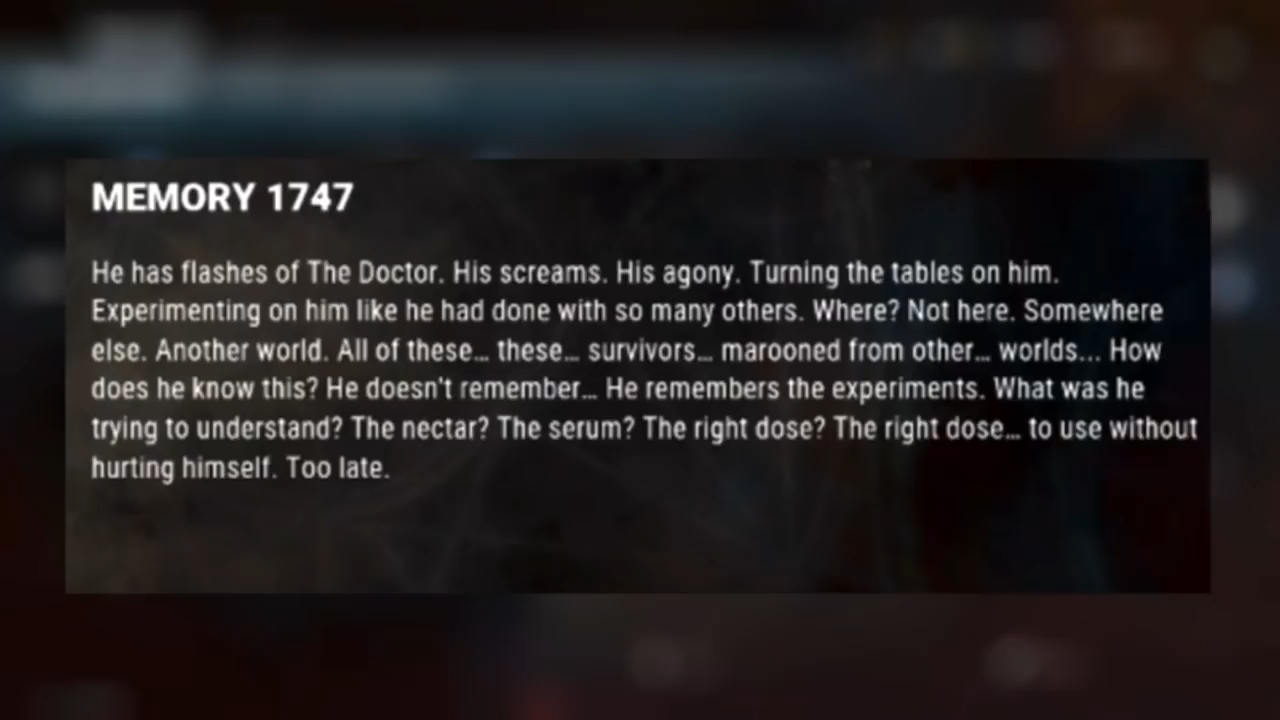 MEMORY 1747
He has flashes of The Doctor. His screams. His agony. Turning the tables on him.
Experimenting on him like he had done with so many others. Where? Not here. Somewhere
else. Another world. All of these... these... survivors... marooned from other... worlds... How
does he know this? He doesn't remember... He remembers the experiments. What was he
trying to understand? The nectar? The serum? The right dose? The right dose... to use without
hurting himself. Too late.